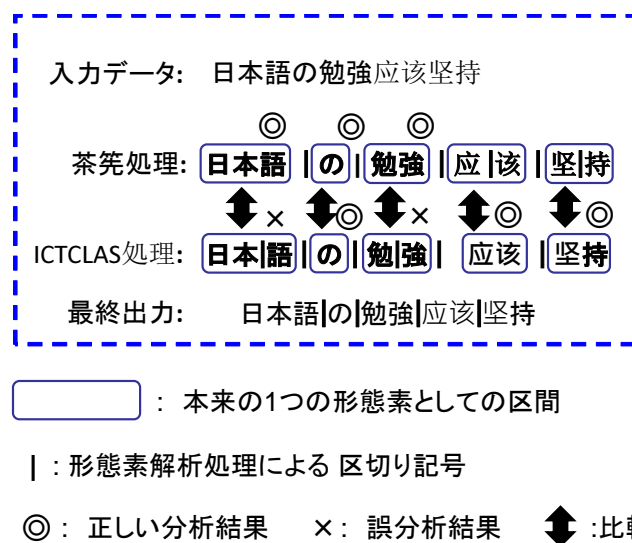 入力データ: 日本語の勉強应该坚持
◎ ◎ ◎
茶筅処理: 日本語|の|勉強|应|该|坚|持
× ◎ × ◎ ◎
ICTCLAS処理: 日本|語|の|勉|強| 应该 |坚持
最終出力: 日本語|の|勉強|应该|坚持
: 本来の1つの形態素としての区間
| : 形態素解析処理による 区切り記号
◎ : 正しい分析結果 × : 誤分析結果 :比較